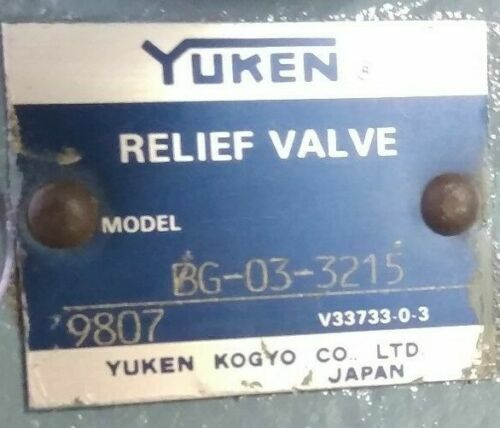 YUKEN
RELIEF VALVE
MODEL
BG-03-3215
9807
V33733-0-3
YUKEN KOGYO CO., LTD
JAPAN